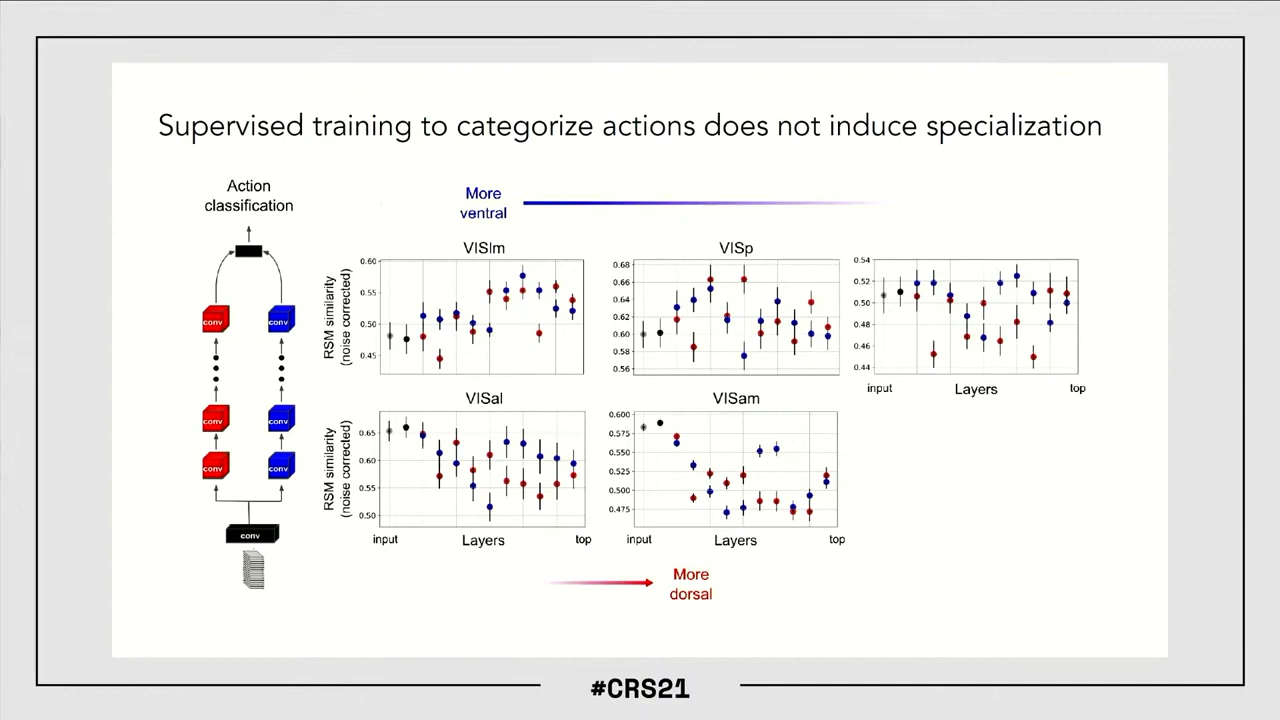 Supervised training to categorize actions does not induce specialization
Action
classification
conv
conv
conv
conv
conv
conv
conv
More
ventral
VISlm
RSM similarity
(noise corrected)
0.60
0.55
0.50
0.45
VISp
0.68
0.66
0.64
0.62
0.60
0.58
0.56
0.54
0.52
0.50
0.48
0.46
0.44
input
Layers
top
VISal
RSM similarity
(noise corrected)
0.65
0.60
0.55
0.50
input
Layers
top
VISam
0.600
0.575
0.550
0.525
0.500
0.475
input
Layers
top
More
dorsal
#CRS21